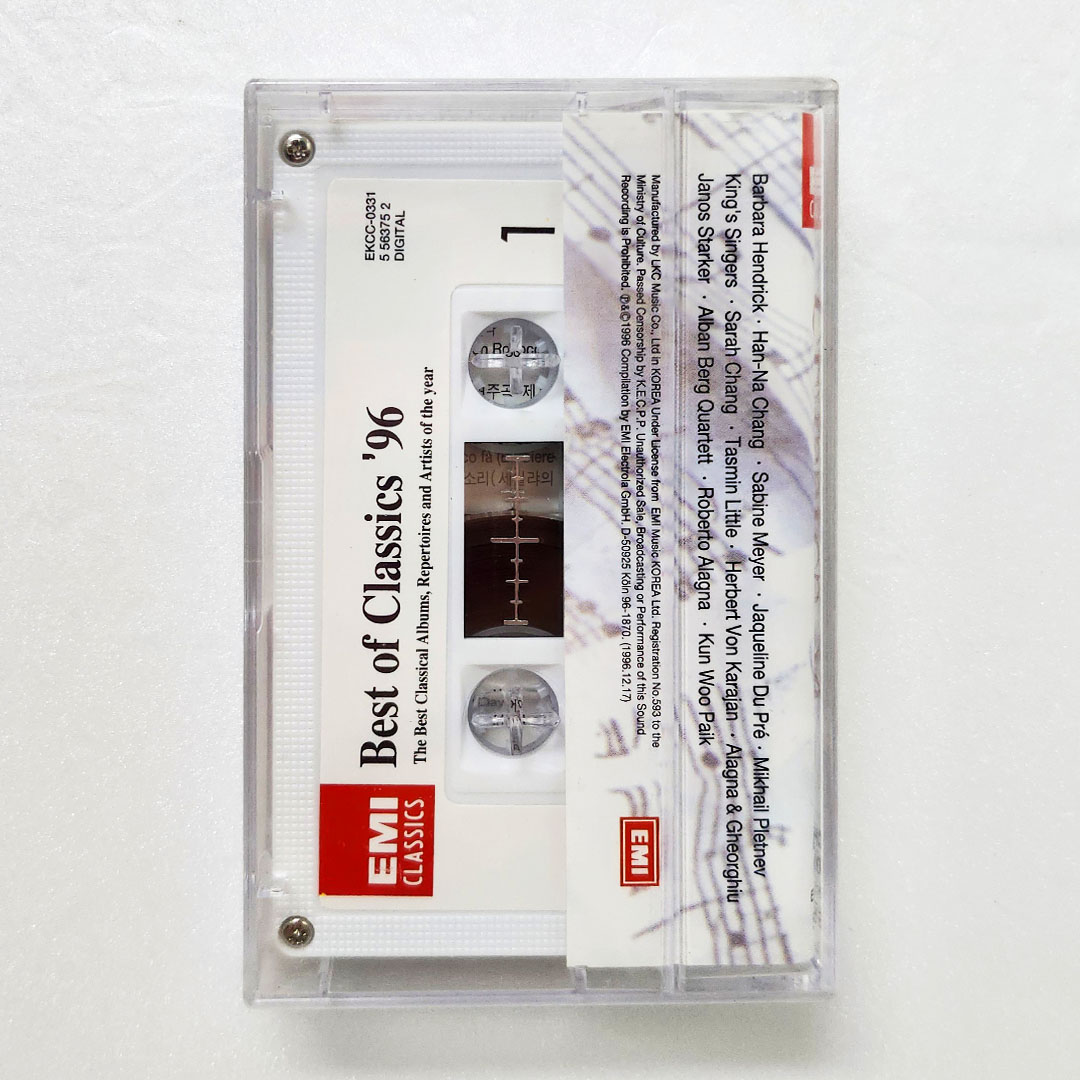 EMI
CLASSICS
Best of Classics '96
The Best Classical Albums, Repertoires and Artists of the year
EKCC-0331
5 56375 2
DIGITAL
1
소리(
Day
Barbara Hendrick · Han-Na Chang · Sabine Meyer · Jaqueline Du Pré · Mikhail Pletnev
King's Singers · Sarah Chang · Tasmin Little · Herbert Von Karajan · Alagna & Gheorghiu
Janos Starker · Alban Berg Quartett · Roberto Alagna · Kun Woo Paik
Manufactured by LKC Music Co., Ltd in KOREA Under License from EMI Music KOREA Ltd. Registration No.593 to the
Ministry of Culture. Passed Censorship by K.E.C.P.P. Unauthorized Sale, Broadcasting or Performance of this Sound
Recording is Prohibited. ℗&©1996 Compilation by EMI Electrola GmbH. D-50925 Köln 96-1870. (1996.12.17)
EMI